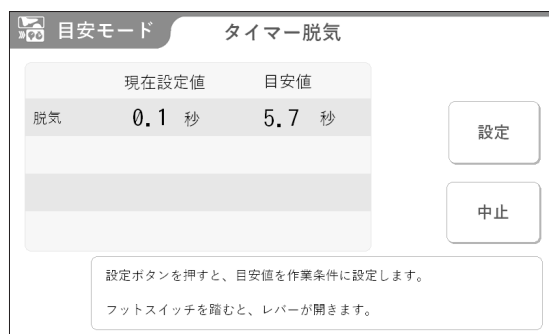 目安モード
タイマー脱気
現在設定値 目安値
脱気 0.1 秒 5.7 秒
設定
中止
設定ボタンを押すと、目安値を作業条件に設定します。
フットスイッチを踏むと、レバーが開きます。